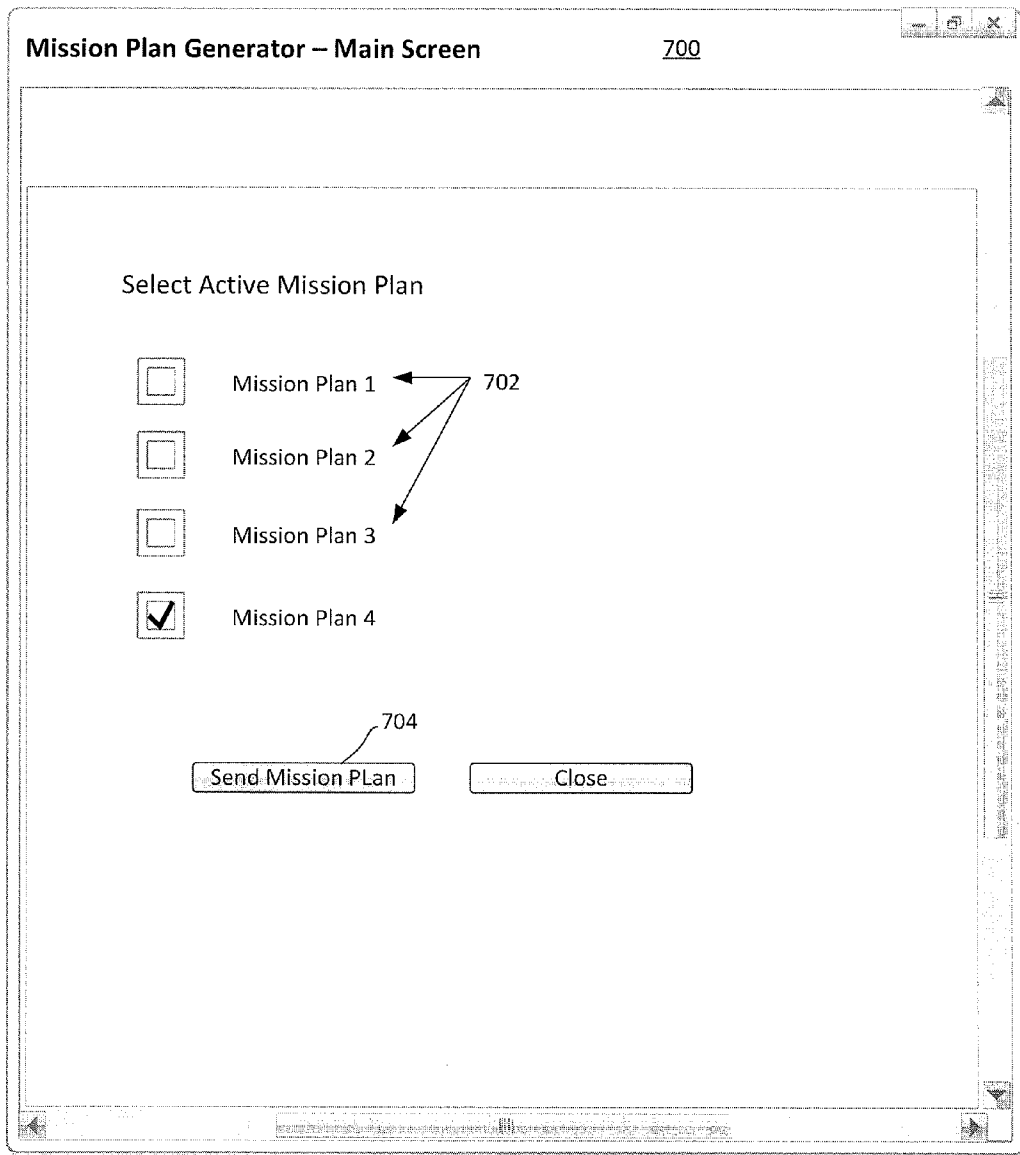 Mission Plan Generator – Main Screen 700
Select Active Mission Plan
Mission Plan 1 702
Mission Plan 2
Mission Plan 3
Mission Plan 4
704
Send Mission PLan Close